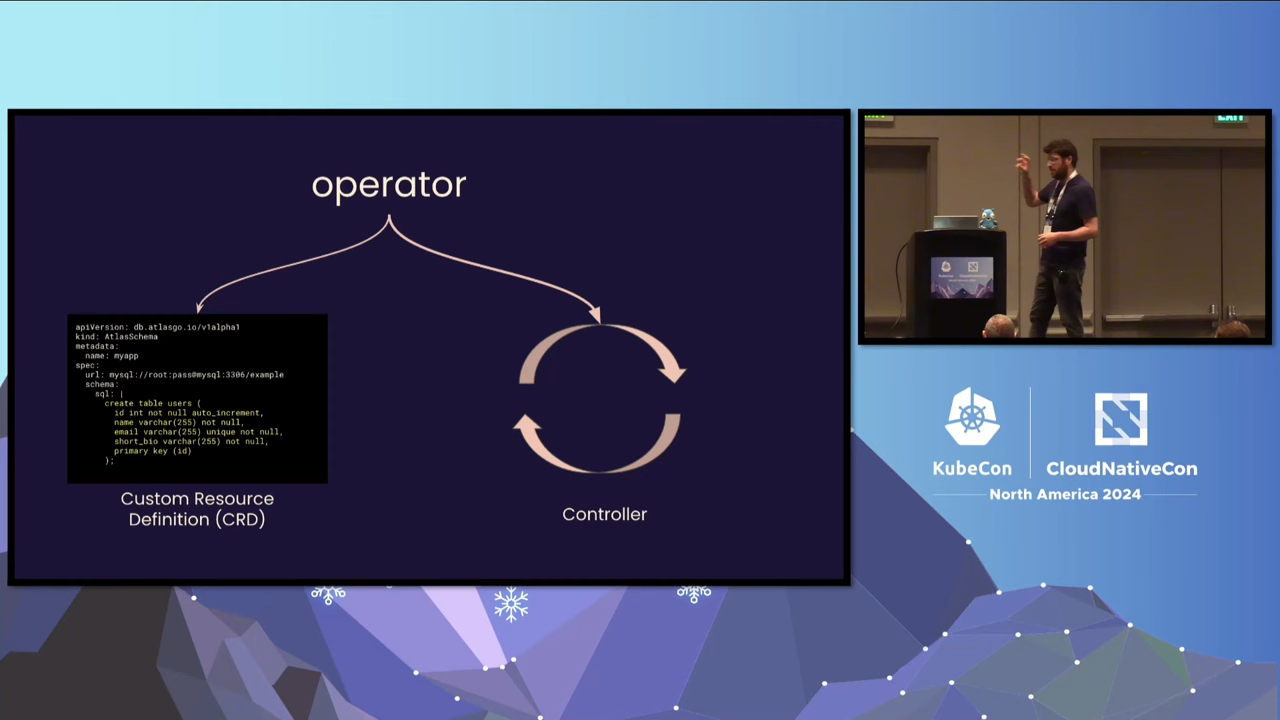 operator
apiVersion: db.atlasgo.io/v1alpha1
kind: AtlasSchema
metadata:
  name: myapp
spec:
  url: mysql://root:pass@mysql:3306/example
  schema:
    sql: |
      create table users (
        id int not null auto_increment,
        name varchar(255) not null,
        email varchar(255) unique not null,
        short_bio varchar(255) not null,
        primary key (id)
      );
Custom Resource
Definition (CRD)
Controller
EXIT
KubeCon
CloudNativeCon
KubeCon
CloudNativeCon
North America 2024